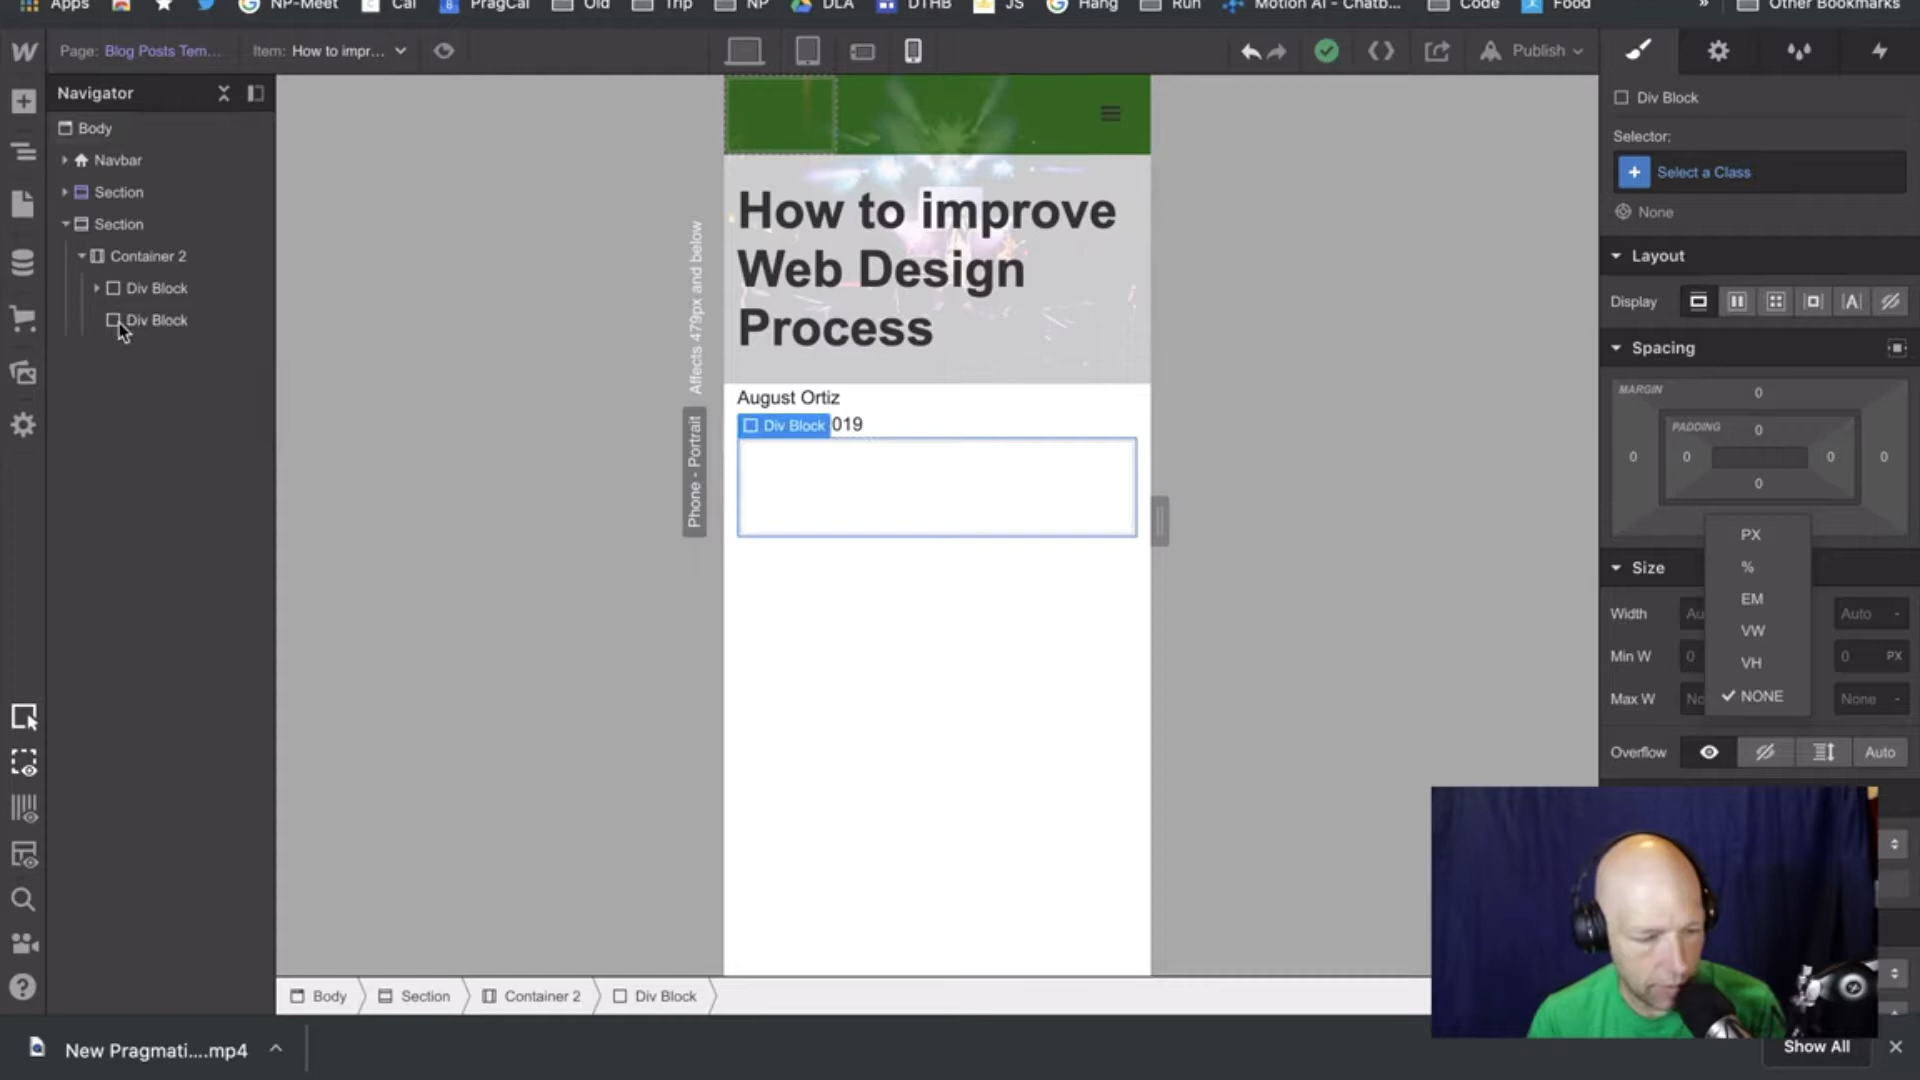 Apps
NP-Meet
Cal
PragCal
Old
Trip
NP
DLA
DTHB
JS
Hang
Run
Motion AI - Chatb...
Code
Food
»
Other Bookmarks
Page: Blog Posts Tem...
Item: How to impr...
Publish
Navigator
Body
Navbar
Section
Section
Container 2
Div Block
Div Block
Affects 479px and below
Phone - Portrait
How to improve
Web Design
Process
August Ortiz
Div Block 019
Div Block
Selector:
+ Select a Class
None
Layout
Display
Spacing
MARGIN
0
PADDING
0
0
0
0
0
0
PX
%
EM
VW
VH
NONE
Size
Width
Au
Auto
-
Min W
0
0
PX
Max W
No
None
-
Overflow
Auto
Body
Section
Container 2
Div Block
New Pragmati....mp4
Show All